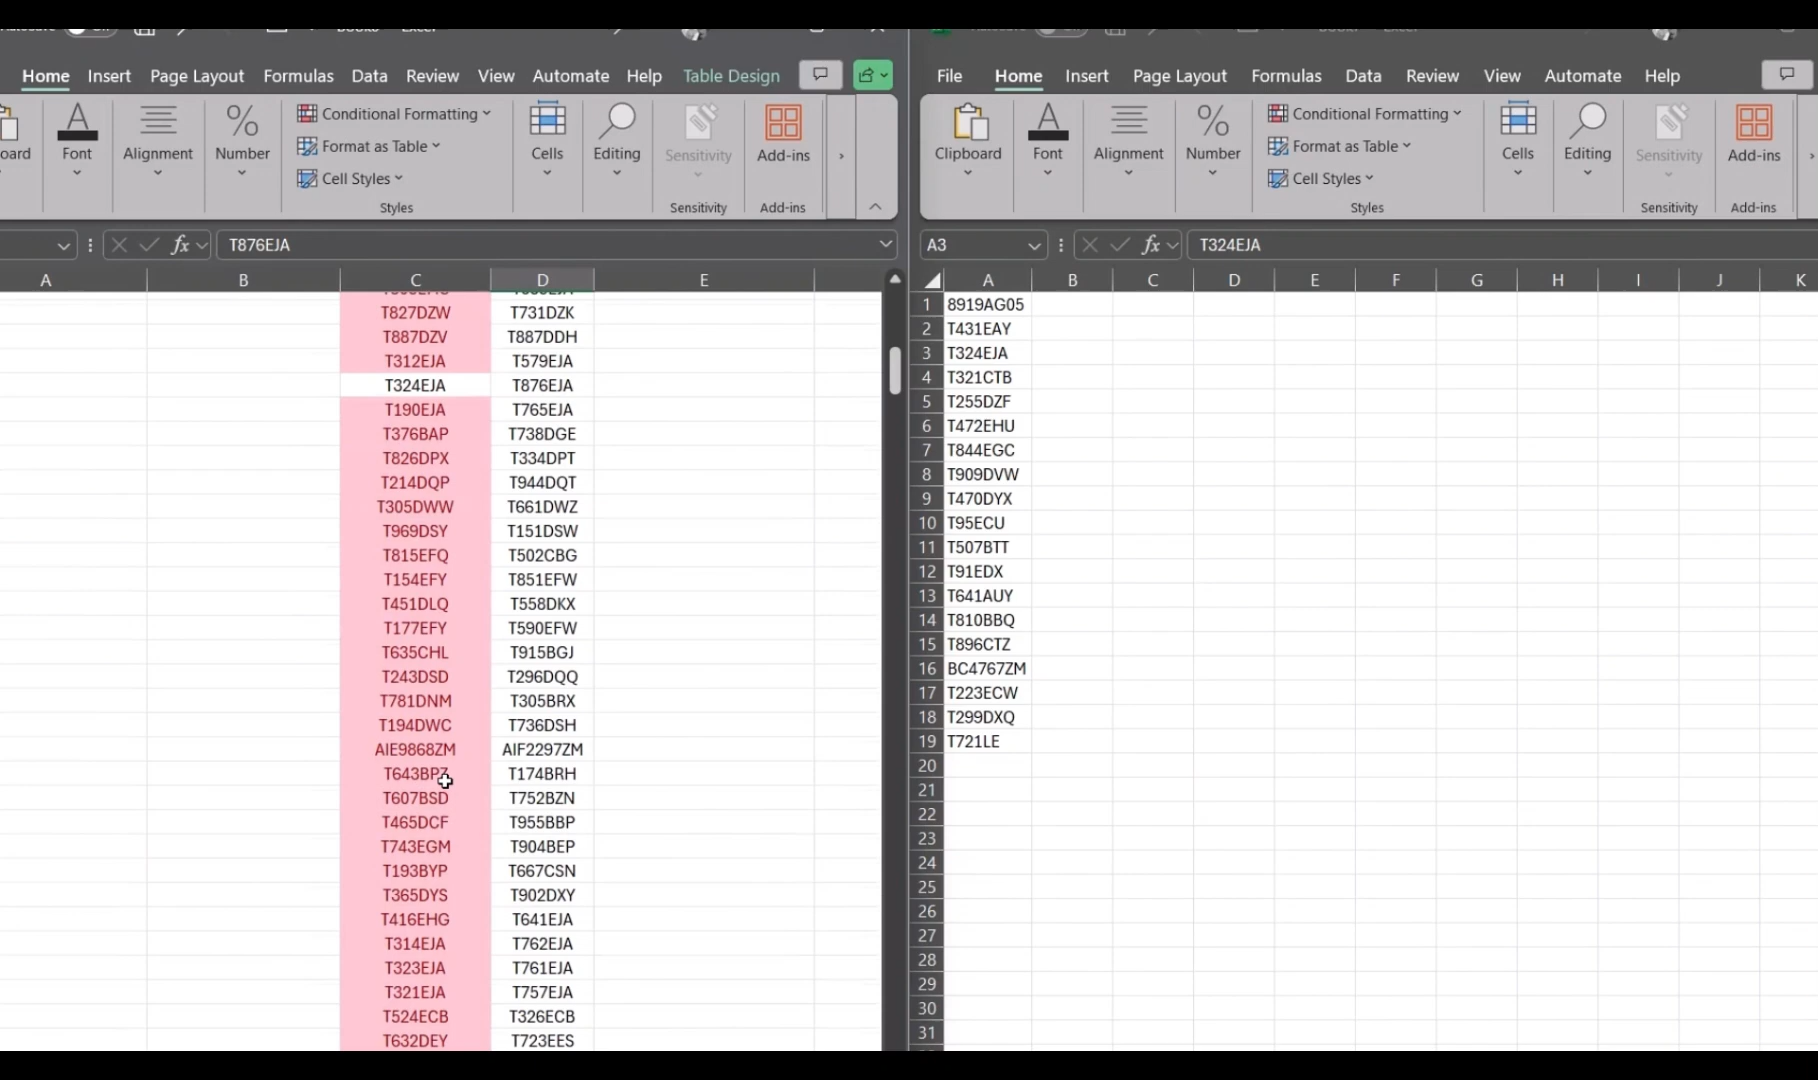 Home Insert Page Layout Formulas Data Review View Automate Help Table Design
Font Alignment Number Conditional Formatting Format as Table Cell Styles Cells Editing Sensitivity Add-ins
Styles Sensitivity Add-ins
fx T876EJA
A B C D E
T827DZW T731DZK
T887DZV T887DDH
T312EJA T579EJA
T324EJA T876EJA
T190EJA T765EJA
T376BAP T738DGE
T826DPX T334DPT
T214DQP T944DQT
T305DWW T661DWZ
T969DSY T151DSW
T815EFQ T502CBG
T154EFY T851EFW
T451DLQ T558DKX
T177EFY T590EFW
T635CHL T915BGJ
T243DSD T296DQQ
T781DNM T305BRX
T194DWC T736DSH
AIE9868ZM AIF2297ZM
T643BPZ T174BRH
T607BSD T752BZN
T465DCF T955BBP
T743EGM T904BEP
T193BYP T667CSN
T365DYS T902DXY
T416EHG T641EJA
T314EJA T762EJA
T323EJA T761EJA
T321EJA T757EJA
T524ECB T326ECB
T632DEY T723EES
File Home Insert Page Layout Formulas Data Review View Automate Help
Clipboard Font Alignment Number Conditional Formatting Format as Table Cell Styles Cells Editing Sensitivity Add-ins
Styles Sensitivity Add-ins
A3 fx T324EJA
A B C D E F G H I J K
1 8919AG05
2 T431EAY
3 T324EJA
4 T321CTB
5 T255DZF
6 T472EHU
7 T844EGC
8 T909DVW
9 T470DYX
10 T95ECU
11 T507BTT
12 T91EDX
13 T641AUY
14 T810BBQ
15 T896CTZ
16 BC4767ZM
17 T223ECW
18 T299DXQ
19 T721LE
20
21
22
23
24
25
26
27
28
29
30
31